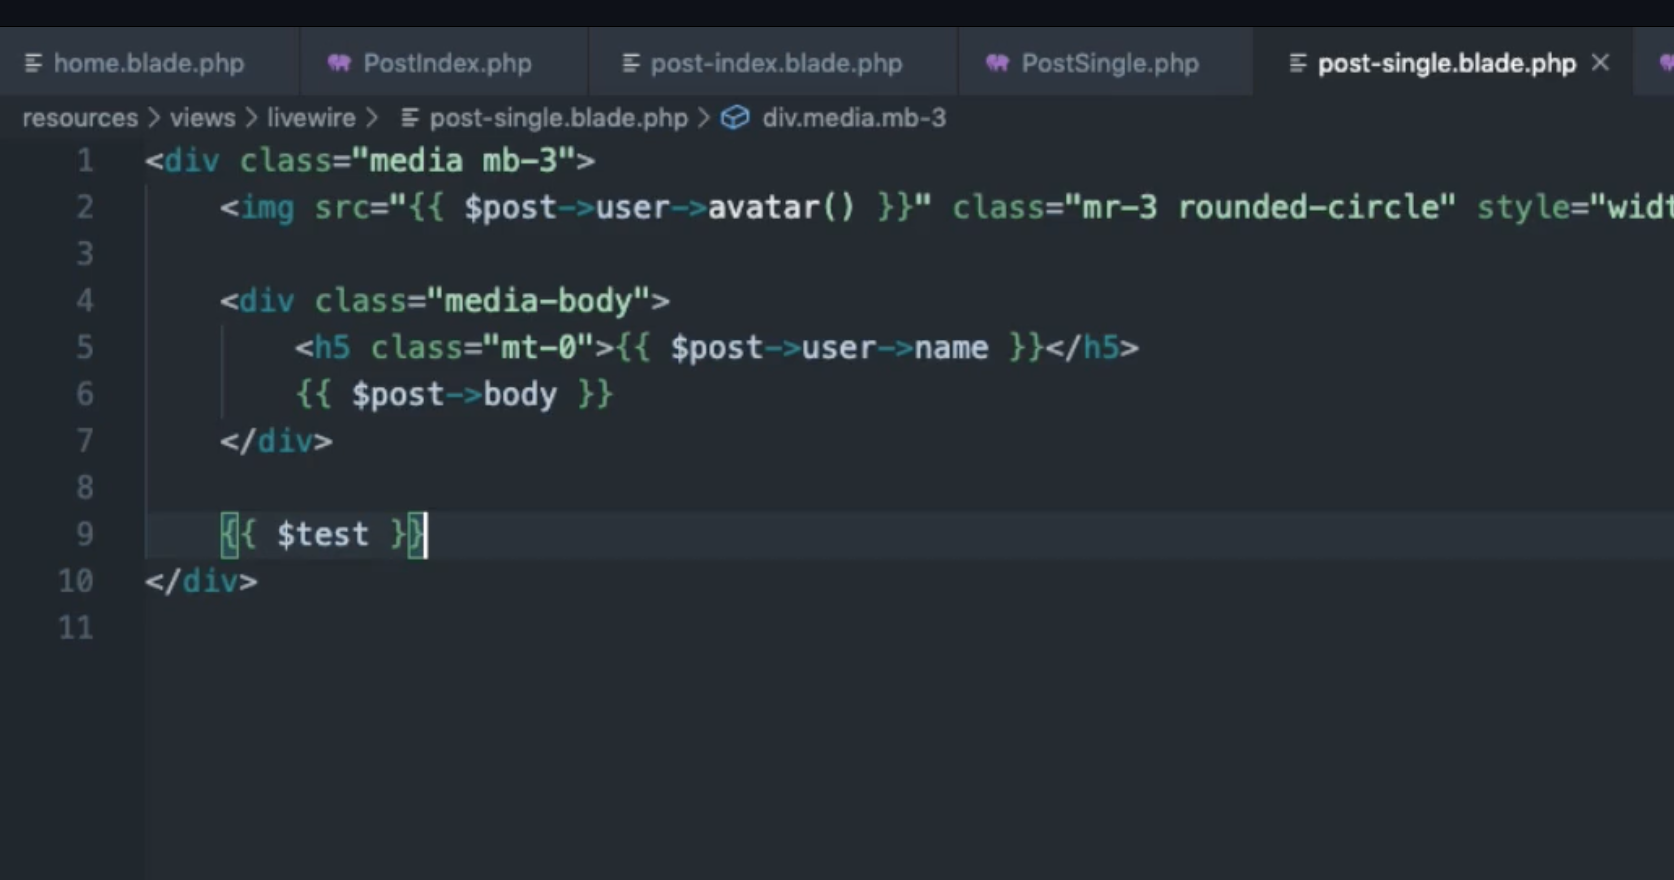 home.blade.php PostIndex.php post-index.blade.php PostSingle.php post-single.blade.php ×
resources > views > livewire > post-single.blade.php > div.media.mb-3
1 <div class="media mb-3">
2 <img src="{{ $post->user->avatar() }}" class="mr-3 rounded-circle" style="widt
3
4 <div class="media-body">
5 <h5 class="mt-0">{{ $post->user->name }}</h5>
6 {{ $post->body }}
7 </div>
8
9 {{ $test }}
10 </div>
11